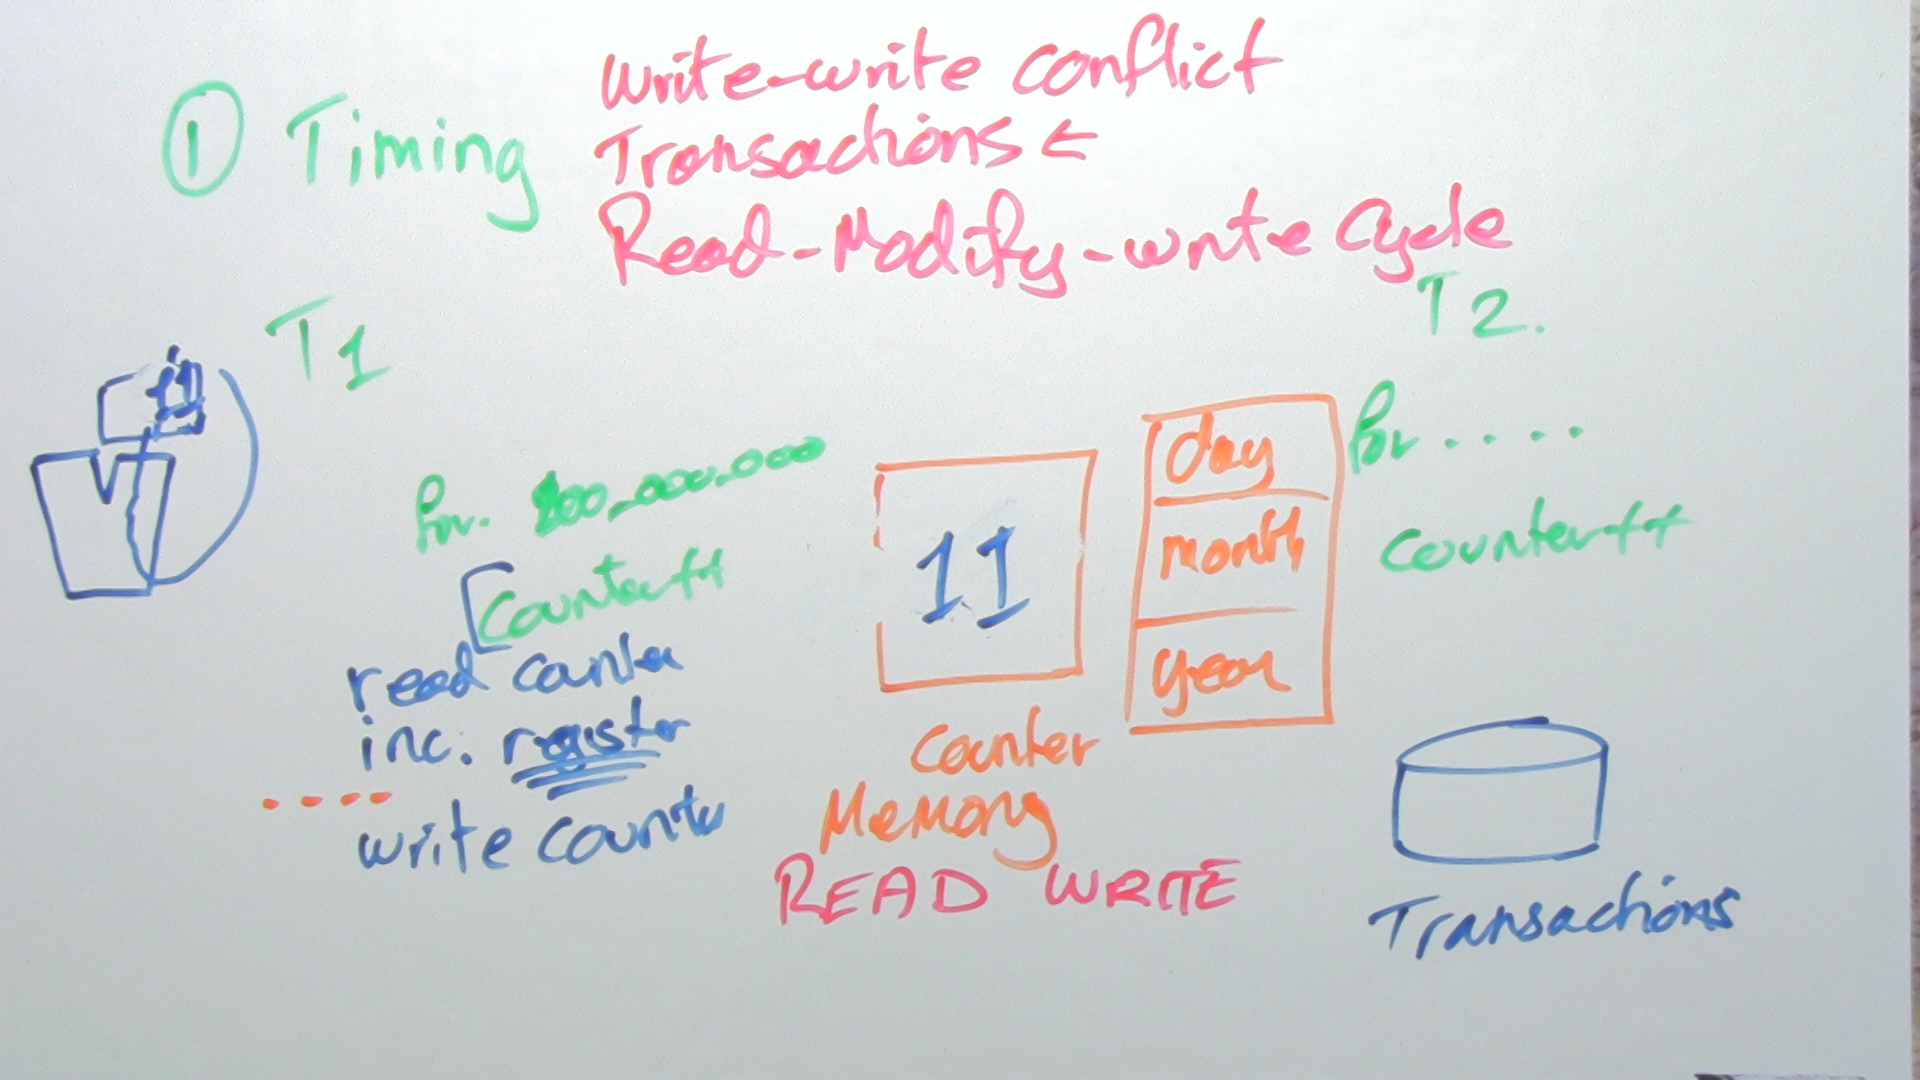 write-write conflict
① Timing
Transactions ←
Read-Modify-write cycle
T1
T2.
day
for .....
for. 100_000_000
11
month
Counter++
Counter++
year
read counter
inc. register
Counter
....
write counter
Memory
READ WRITE
Transactions